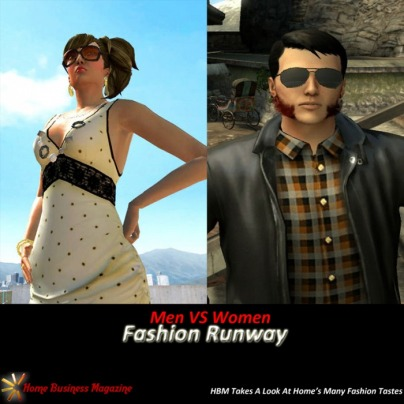 Men VS Women
Fashion Runway
Home Business Magazine
HBM Takes A Look At Home's Many Fashion Tastes